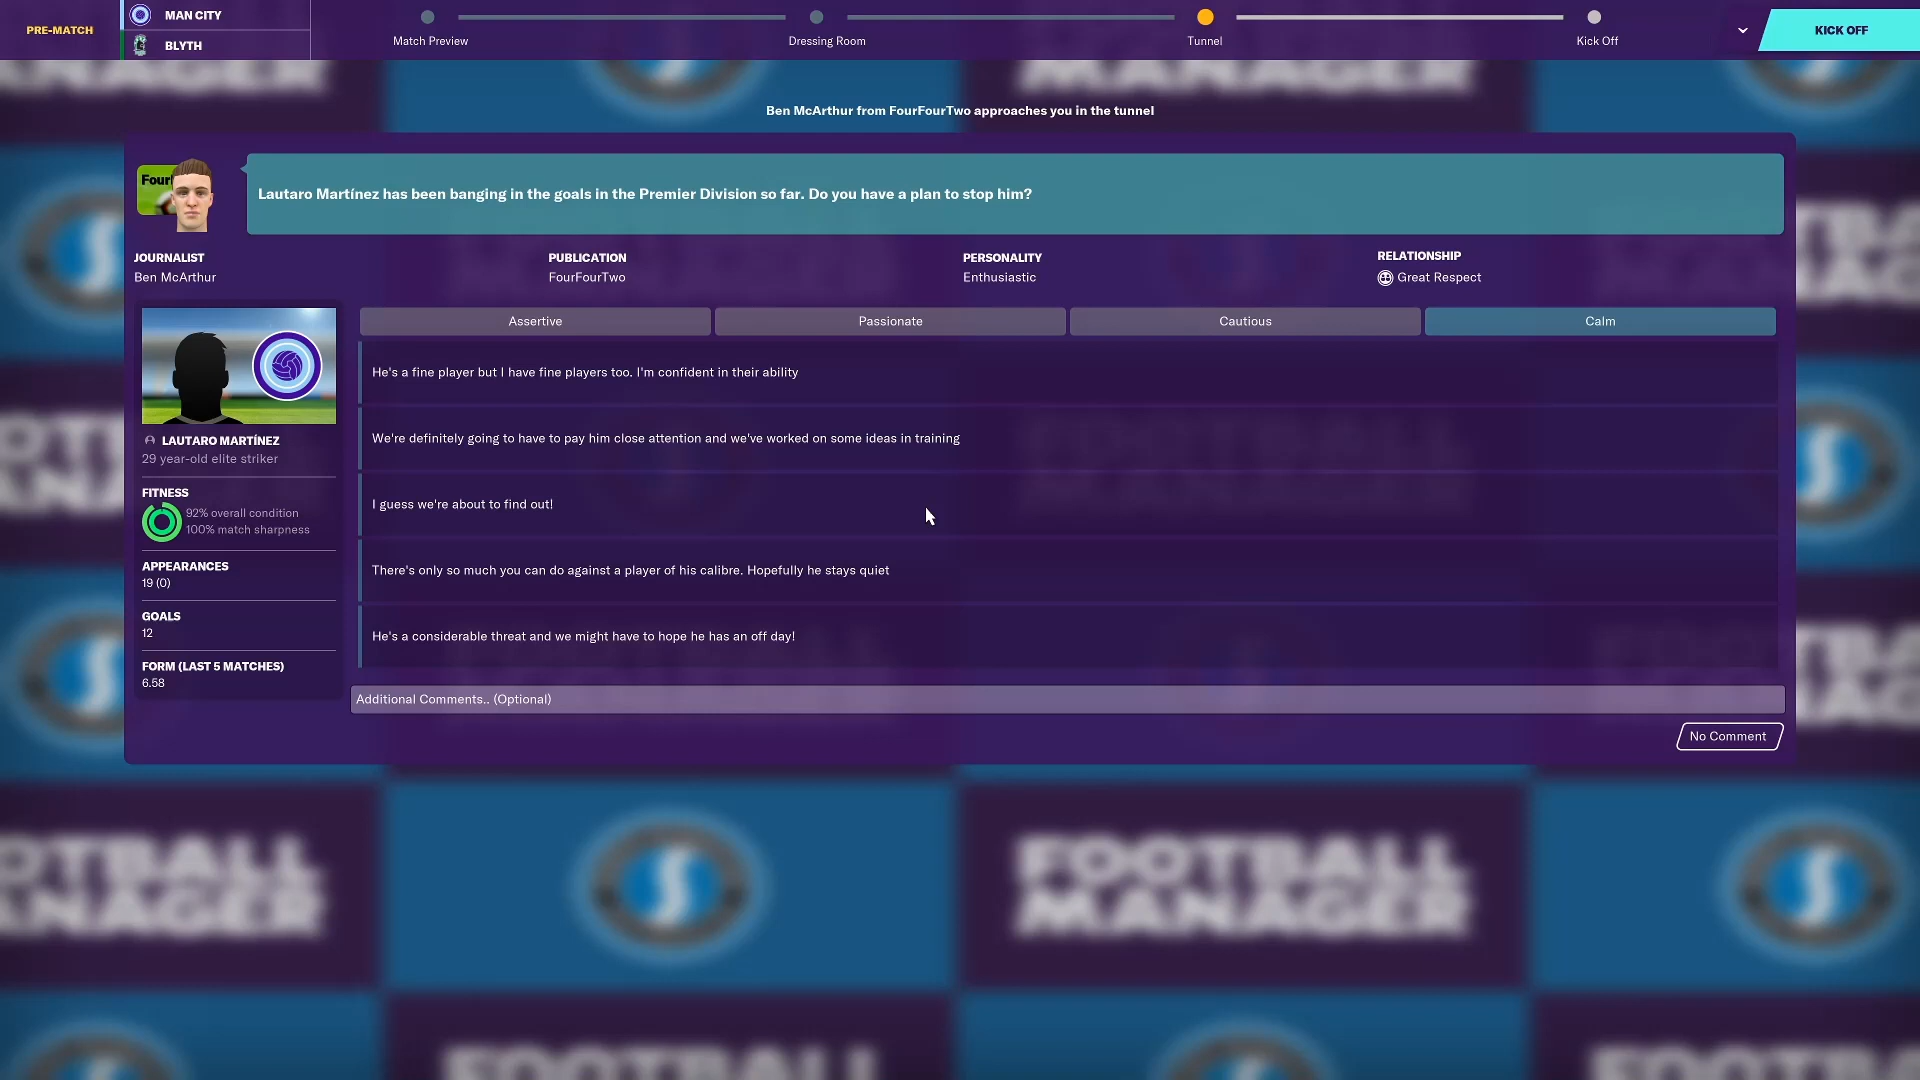 PRE-MATCH
MAN CITY
BLYTH
Match Preview
Dressing Room
Tunnel
Kick Off
KICK OFF
Ben McArthur from FourFourTwo approaches you in the tunnel
Four
Lautaro Martínez has been banging in the goals in the Premier Division so far. Do you have a plan to stop him?
JOURNALIST
Ben McArthur
PUBLICATION
FourFourTwo
PERSONALITY
Enthusiastic
RELATIONSHIP
Great Respect
Assertive
Passionate
Cautious
Calm
He's a fine player but I have fine players too. I'm confident in their ability
We're definitely going to have to pay him close attention and we've worked on some ideas in training
I guess we're about to find out!
There's only so much you can do against a player of his calibre. Hopefully he stays quiet
He's a considerable threat and we might have to hope he has an off day!
LAUTARO MARTÍNEZ
29 year-old elite striker
FITNESS
92% overall condition
100% match sharpness
APPEARANCES
19 (0)
GOALS
12
FORM (LAST 5 MATCHES)
6.58
Additional Comments.. (Optional)
No Comment
FOOTBALL
MANAGER